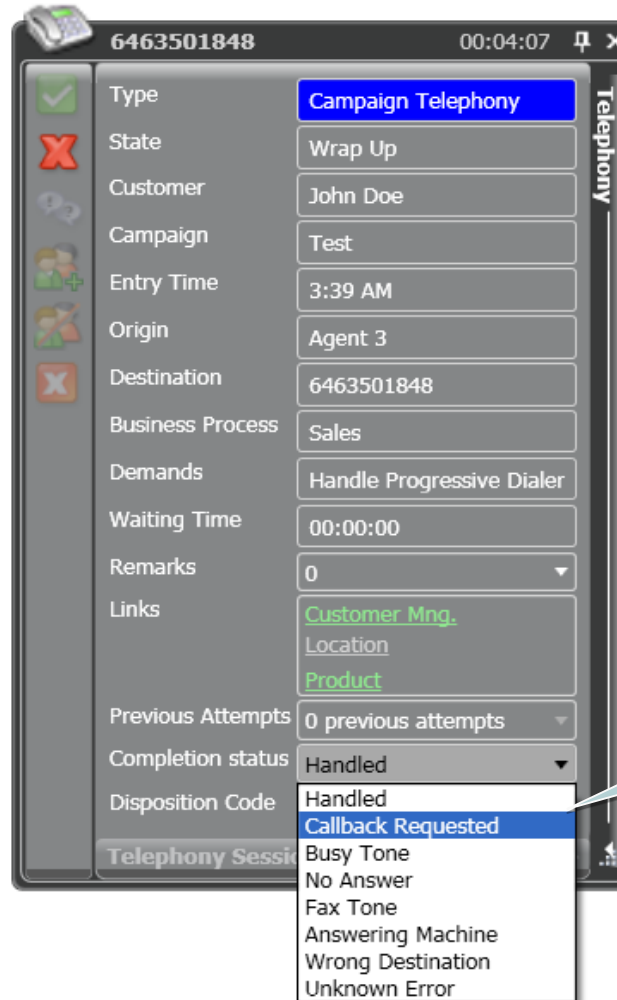 6463501848 00:04:07
Telephony
Type Campaign Telephony
State Wrap Up
Customer John Doe
Campaign Test
Entry Time 3:39 AM
Origin Agent 3
Destination 6463501848
Business Process Sales
Demands Handle Progressive Dialer
Waiting Time 00:00:00
Remarks 0
Links Customer Mng.
Location
Product
Previous Attempts 0 previous attempts
Completion status Handled
Disposition Code Handled
Callback Requested
Telephony Sessi
Busy Tone
No Answer
Fax Tone
Answering Machine
Wrong Destination
Unknown Error